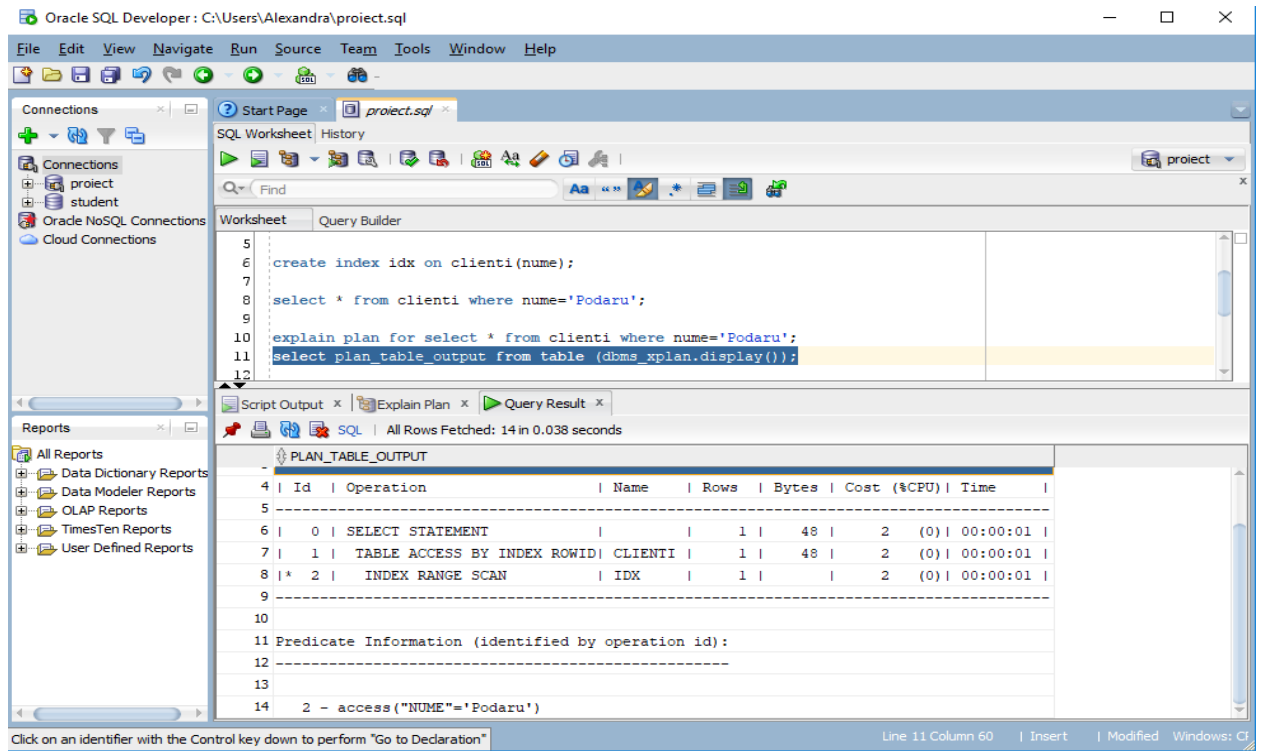 Oracle SQL Developer : C:\Users\Alexandra\proiect.sql
File Edit View Navigate Run Source Team Tools Window Help
Connections
Connections
proiect
student
Oracle NoSQL Connections
Cloud Connections
Start Page
proiect.sql
SQL Worksheet History
proiect
Find
Worksheet Query Builder
5
6 create index idx on clienti(nume);
7
8 select * from clienti where nume='Podaru';
9
10 explain plan for select * from clienti where nume='Podaru';
11 select plan_table_output from table (dbms_xplan.display());
12
Reports
All Reports
Data Dictionary Reports
Data Modeler Reports
OLAP Reports
TimesTen Reports
User Defined Reports
Script Output Explain Plan Query Result
SQL | All Rows Fetched: 14 in 0.038 seconds
PLAN_TABLE_OUTPUT
4 | Id | Operation | Name | Rows | Bytes | Cost (%CPU)| Time |
5 --------------------------------------------------------------------------------------
6 | 0 | SELECT STATEMENT | | 1 | 48 | 2 (0)| 00:00:01 |
7 | 1 | TABLE ACCESS BY INDEX ROWID| CLIENTI | 1 | 48 | 2 (0)| 00:00:01 |
8 |* 2 | INDEX RANGE SCAN | IDX | 1 | | 2 (0)| 00:00:01 |
9 --------------------------------------------------------------------------------------
10
11 Predicate Information (identified by operation id):
12 ---------------------------------------------------
13
14 2 - access("NUME"='Podaru')
Click on an identifier with the Control key down to perform "Go to Declaration"
Line 11 Column 60 | Insert | Modified Windows: